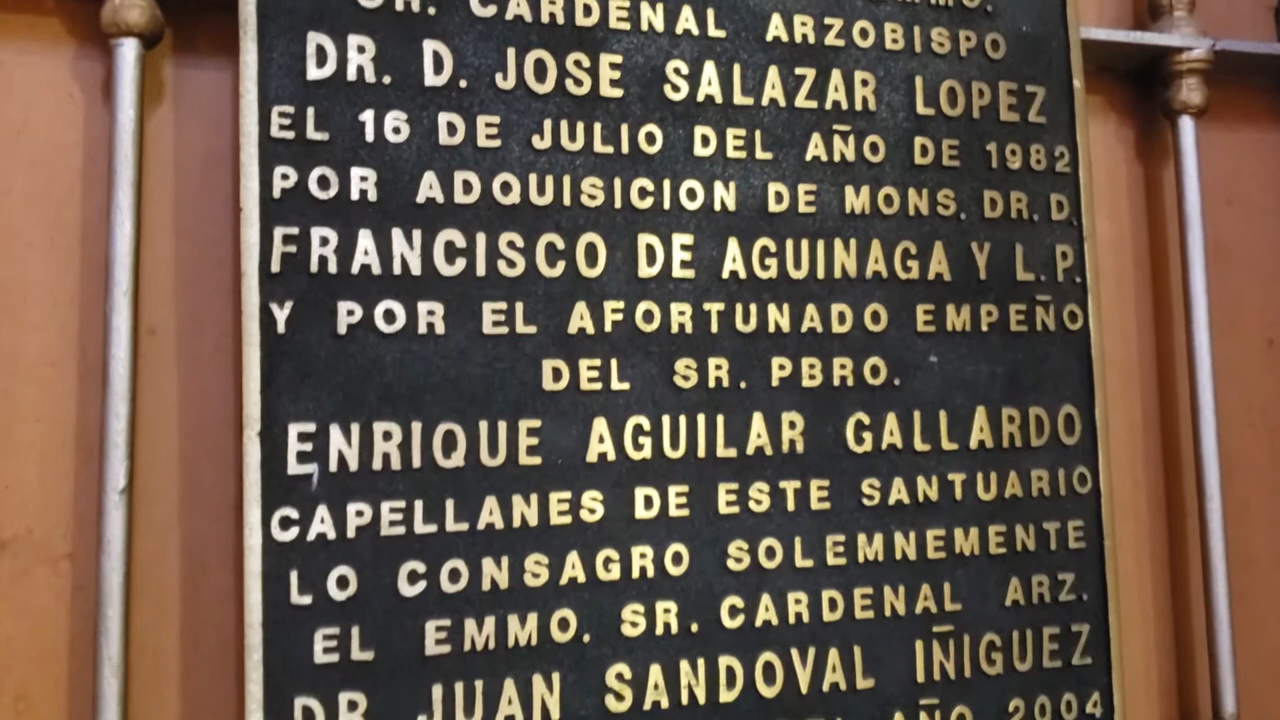 SR. CARDENAL ARZOBISPO
DR. D. JOSE SALAZAR LOPEZ
EL 16 DE JULIO DEL AÑO DE 1982
POR ADQUISICION DE MONS. DR. D.
FRANCISCO DE AGUINAGA Y L. P.
Y POR EL AFORTUNADO EMPEÑO
DEL SR. PBRO.
ENRIQUE AGUILAR GALLARDO
CAPELLANES DE ESTE SANTUARIO
LO CONSAGRO SOLEMNEMENTE
EL EMMO. SR. CARDENAL ARZ.
DR. JUAN SANDOVAL IÑIGUEZ
DEL AÑO 2004